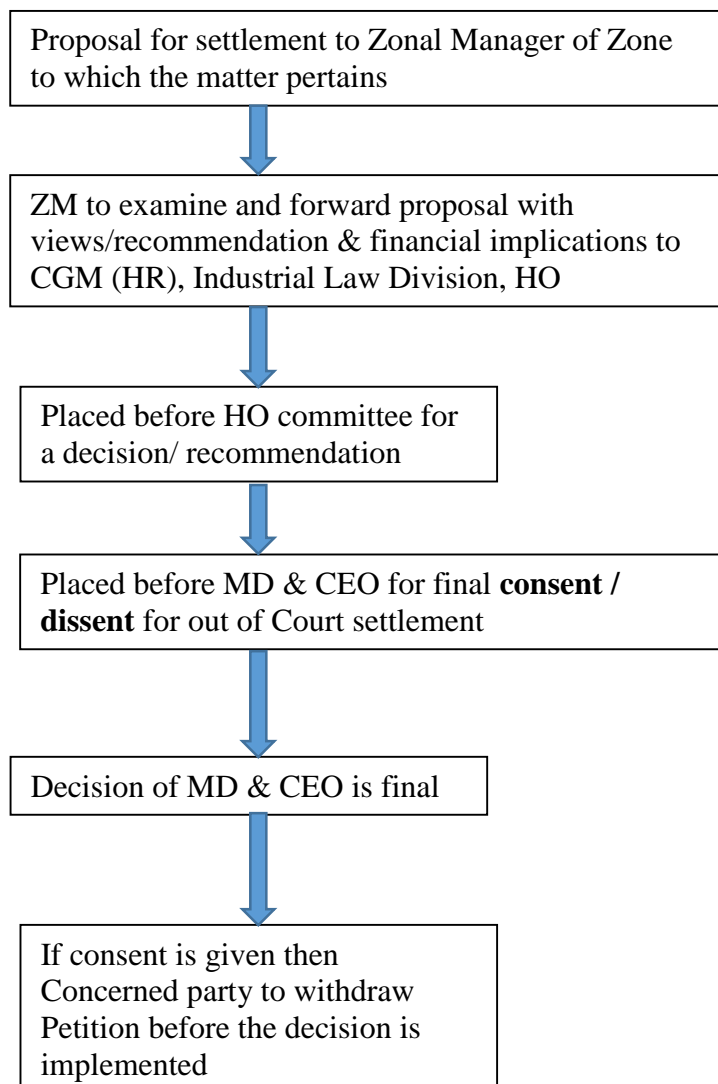 Proposal for settlement to Zonal Manager of Zone
to which the matter pertains
ZM to examine and forward proposal with
views/recommendation & financial implications to
CGM (HR), Industrial Law Division, HO
Placed before HO committee for
a decision/ recommendation
Placed before MD & CEO for final consent /
dissent for out of Court settlement
Decision of MD & CEO is final
If consent is given then
Concerned party to withdraw
Petition before the decision is
implemented